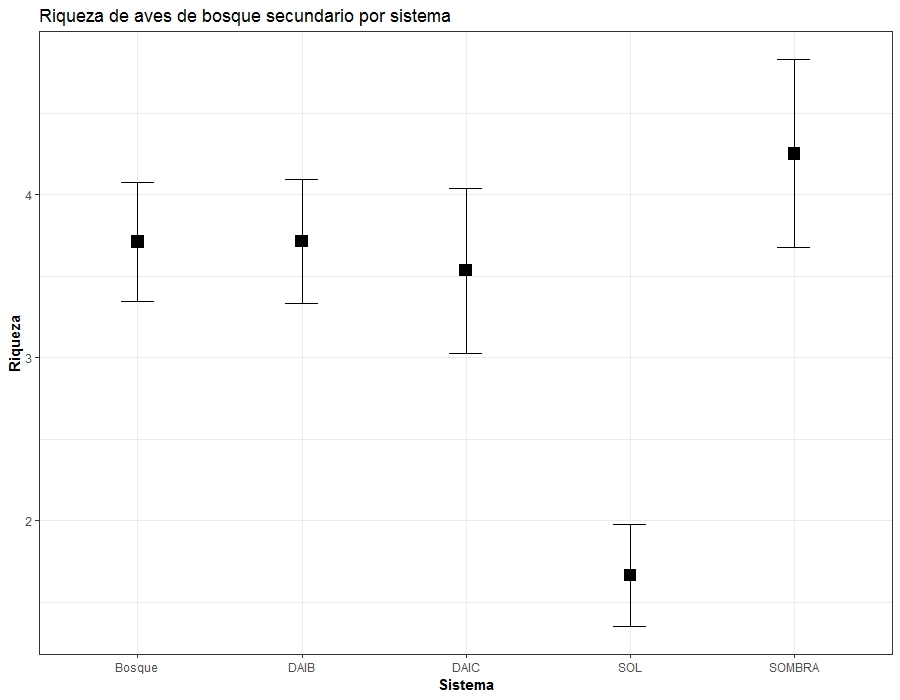 Riqueza de aves de bosque secundario por sistema
Riqueza
4
3
2
Bosque DAIB DAIC SOL SOMBRA
Sistema